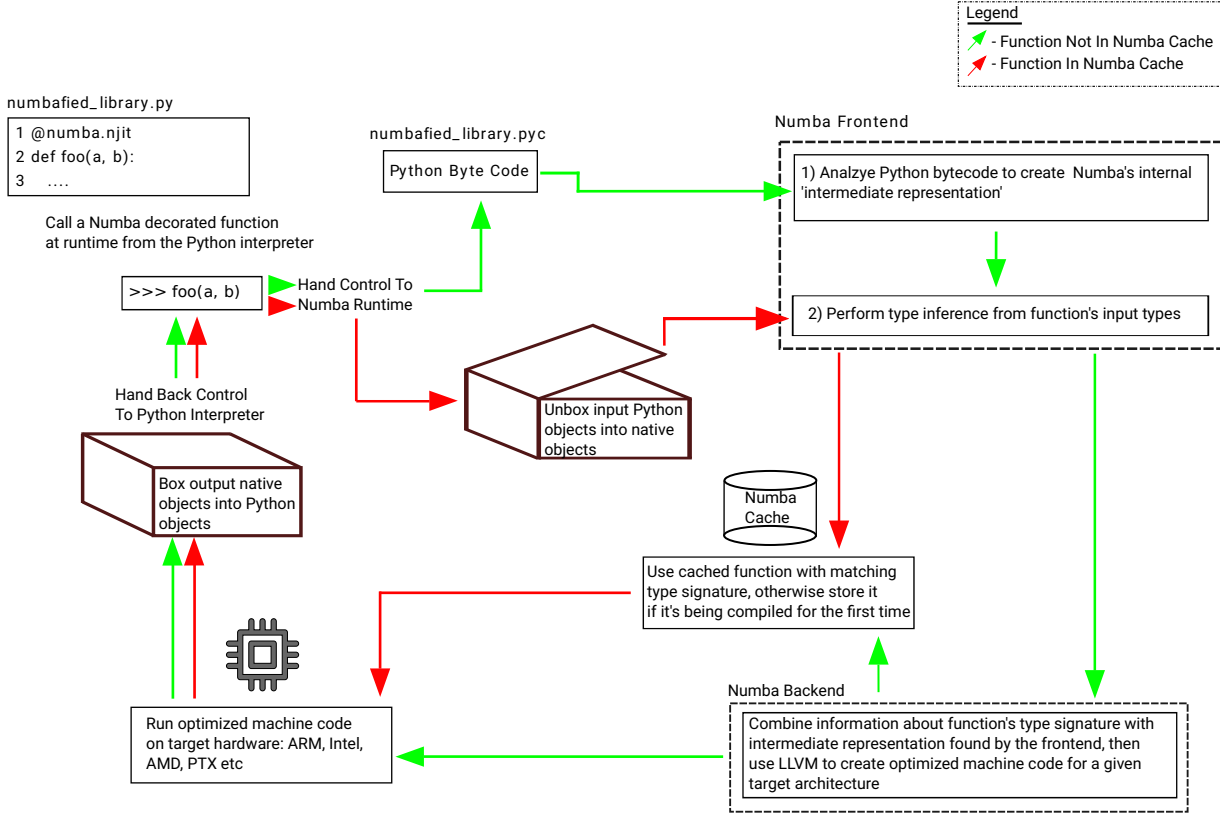 Legend
- Function Not In Numba Cache
- Function In Numba Cache
numbafied_library.py
1 @numba.njit
2 def foo(a, b):
3 ....
numbafied_library.pyc
Python Byte Code
Numba Frontend
1) Analzye Python bytecode to create Numba's internal
'intermediate representation'
Call a Numba decorated function
at runtime from the Python interpreter
>>> foo(a, b)
Hand Control To
Numba Runtime
2) Perform type inference from function's input types
Hand Back Control
To Python Interpreter
Unbox input Python
objects into native
objects
Box output native
objects into Python
objects
Numba
Cache
Use cached function with matching
type signature, otherwise store it
if it's being compiled for the first time
Numba Backend
Run optimized machine code
on target hardware: ARM, Intel,
AMD, PTX etc
Combine information about function's type signature with
intermediate representation found by the frontend, then
use LLVM to create optimized machine code for a given
target architecture